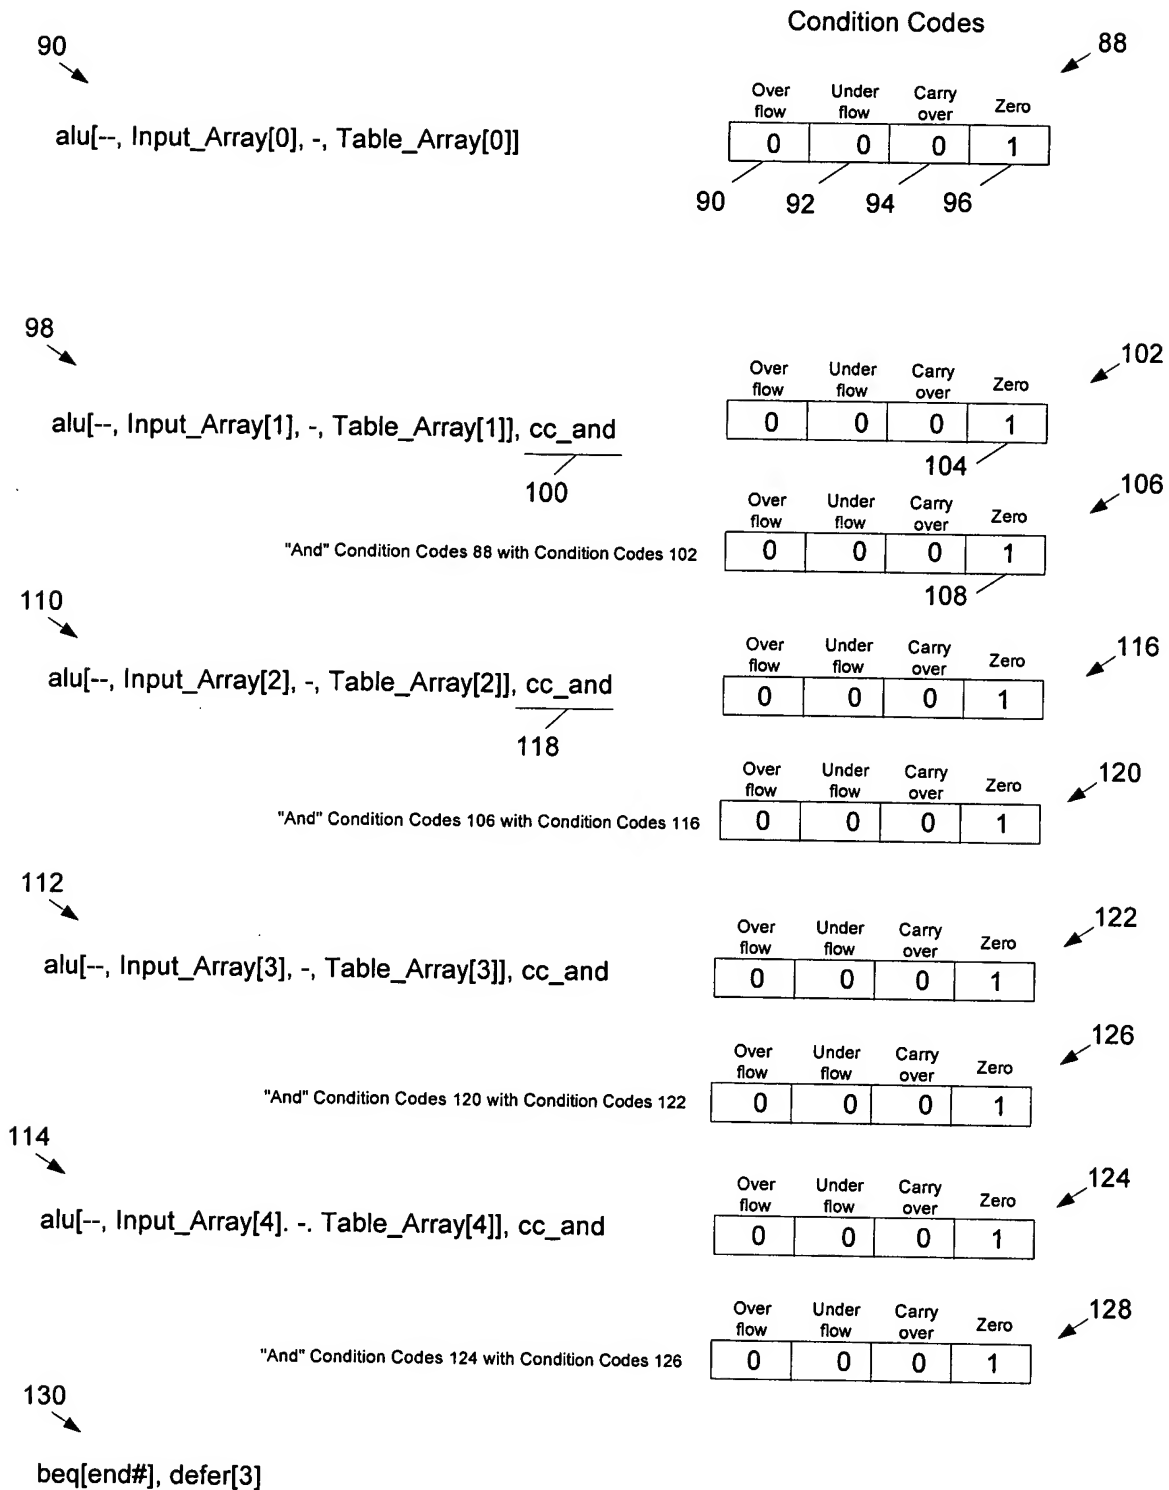 Condition Codes
90
88
Over flow
Under flow
Carry over
Zero
alu[--, Input_Array[0], -, Table_Array[0]]
0 0 0 1
90 92 94 96
98
102
Over flow
Under flow
Carry over
Zero
alu[--, Input_Array[1], -, Table_Array[1]], cc_and
0 0 0 1
104
100
106
Over flow
Under flow
Carry over
Zero
"And" Condition Codes 88 with Condition Codes 102
0 0 0 1
108
110
116
Over flow
Under flow
Carry over
Zero
alu[--, Input_Array[2], -, Table_Array[2]], cc_and
0 0 0 1
118
120
Over flow
Under flow
Carry over
Zero
"And" Condition Codes 106 with Condition Codes 116
0 0 0 1
112
122
Over flow
Under flow
Carry over
Zero
alu[--, Input_Array[3], -, Table_Array[3]], cc_and
0 0 0 1
126
Over flow
Under flow
Carry over
Zero
"And" Condition Codes 120 with Condition Codes 122
0 0 0 1
114
124
Over flow
Under flow
Carry over
Zero
alu[--, Input_Array[4]. -. Table_Array[4]], cc_and
0 0 0 1
128
Over flow
Under flow
Carry over
Zero
"And" Condition Codes 124 with Condition Codes 126
0 0 0 1
130
beq[end#], defer[3]